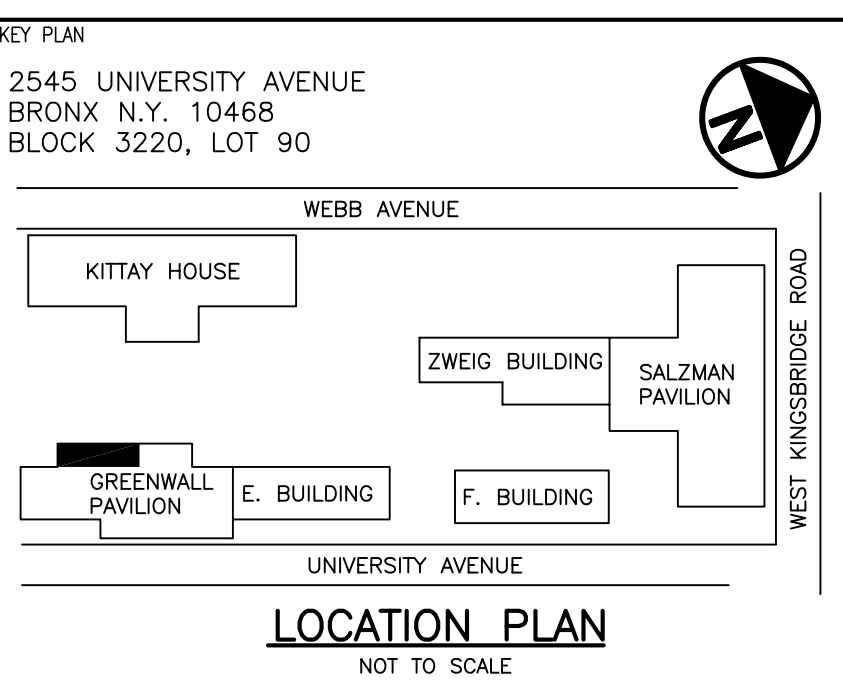 KEY PLAN
2545 UNIVERSITY AVENUE
BRONX N.Y. 10468
BLOCK 3220, LOT 90
N
WEBB AVENUE
KITTAY HOUSE
ZWEIG BUILDING
SALZMAN
PAVILION
WEST KINGSBRIDGE ROAD
GREENWALL
PAVILION
E. BUILDING
F. BUILDING
UNIVERSITY AVENUE
LOCATION PLAN
NOT TO SCALE